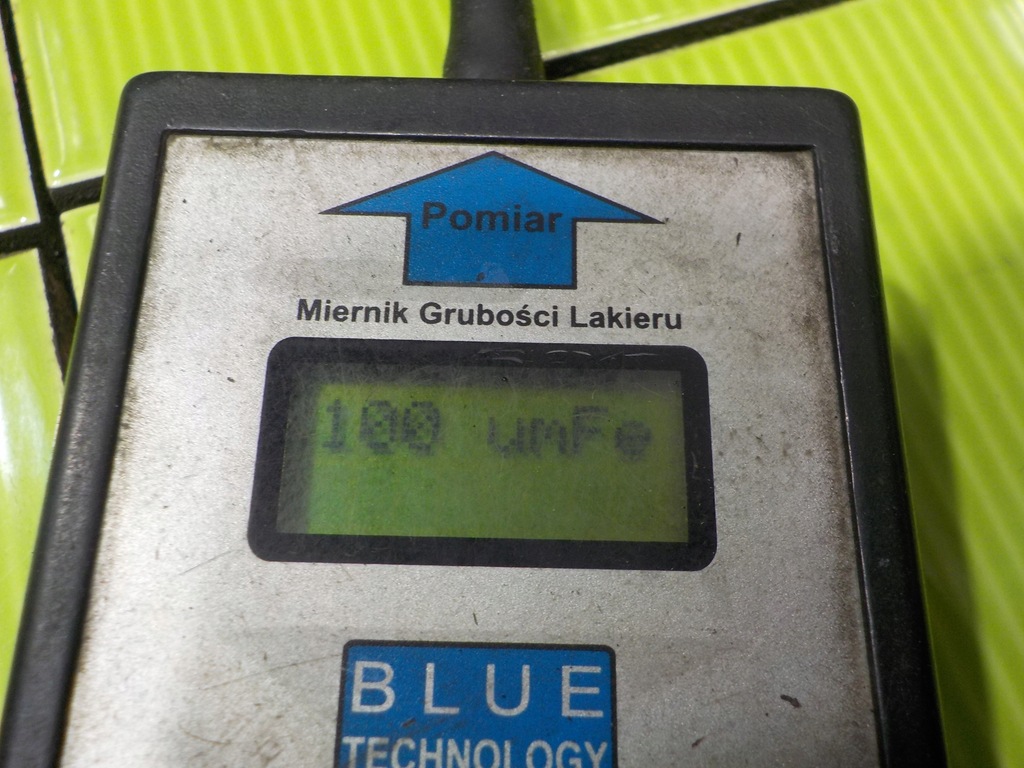 Pomiar
Miernik Grubości Lakieru
100 umFe
BLUE
TECHNOLOGY